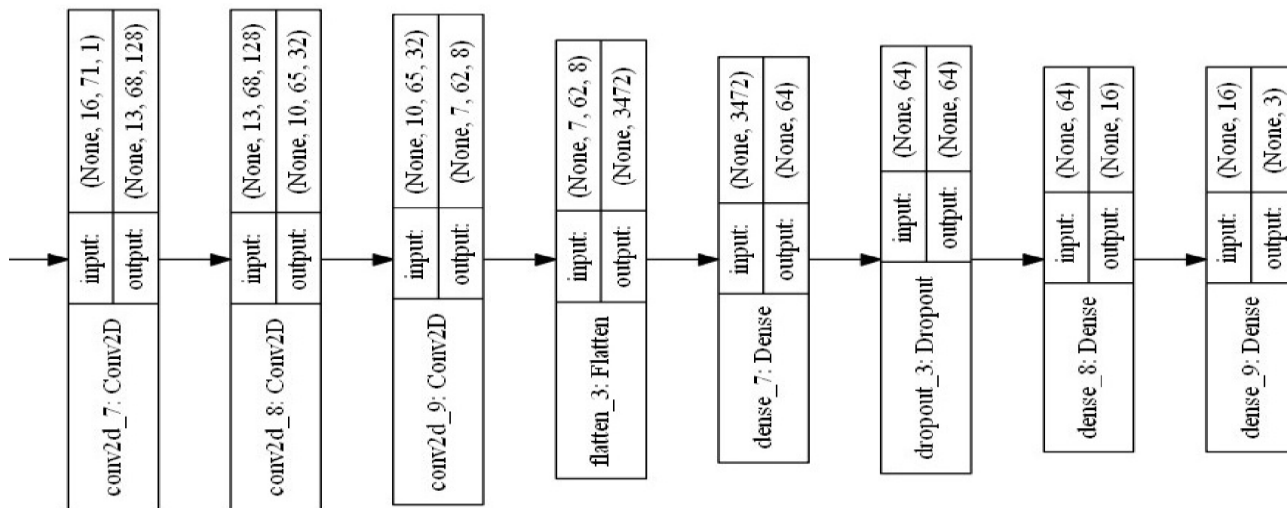 conv2d_7: Conv2D
input: (None, 16, 71, 1)
output: (None, 13, 68, 128)
conv2d_8: Conv2D
input: (None, 13, 68, 128)
output: (None, 10, 65, 32)
conv2d_9: Conv2D
input: (None, 10, 65, 32)
output: (None, 7, 62, 8)
flatten_3: Flatten
input: (None, 7, 62, 8)
output: (None, 3472)
dense_7: Dense
input: (None, 3472)
output: (None, 64)
dropout_3: Dropout
input: (None, 64)
output: (None, 64)
dense_8: Dense
input: (None, 64)
output: (None, 16)
dense_9: Dense
input: (None, 16)
output: (None, 3)